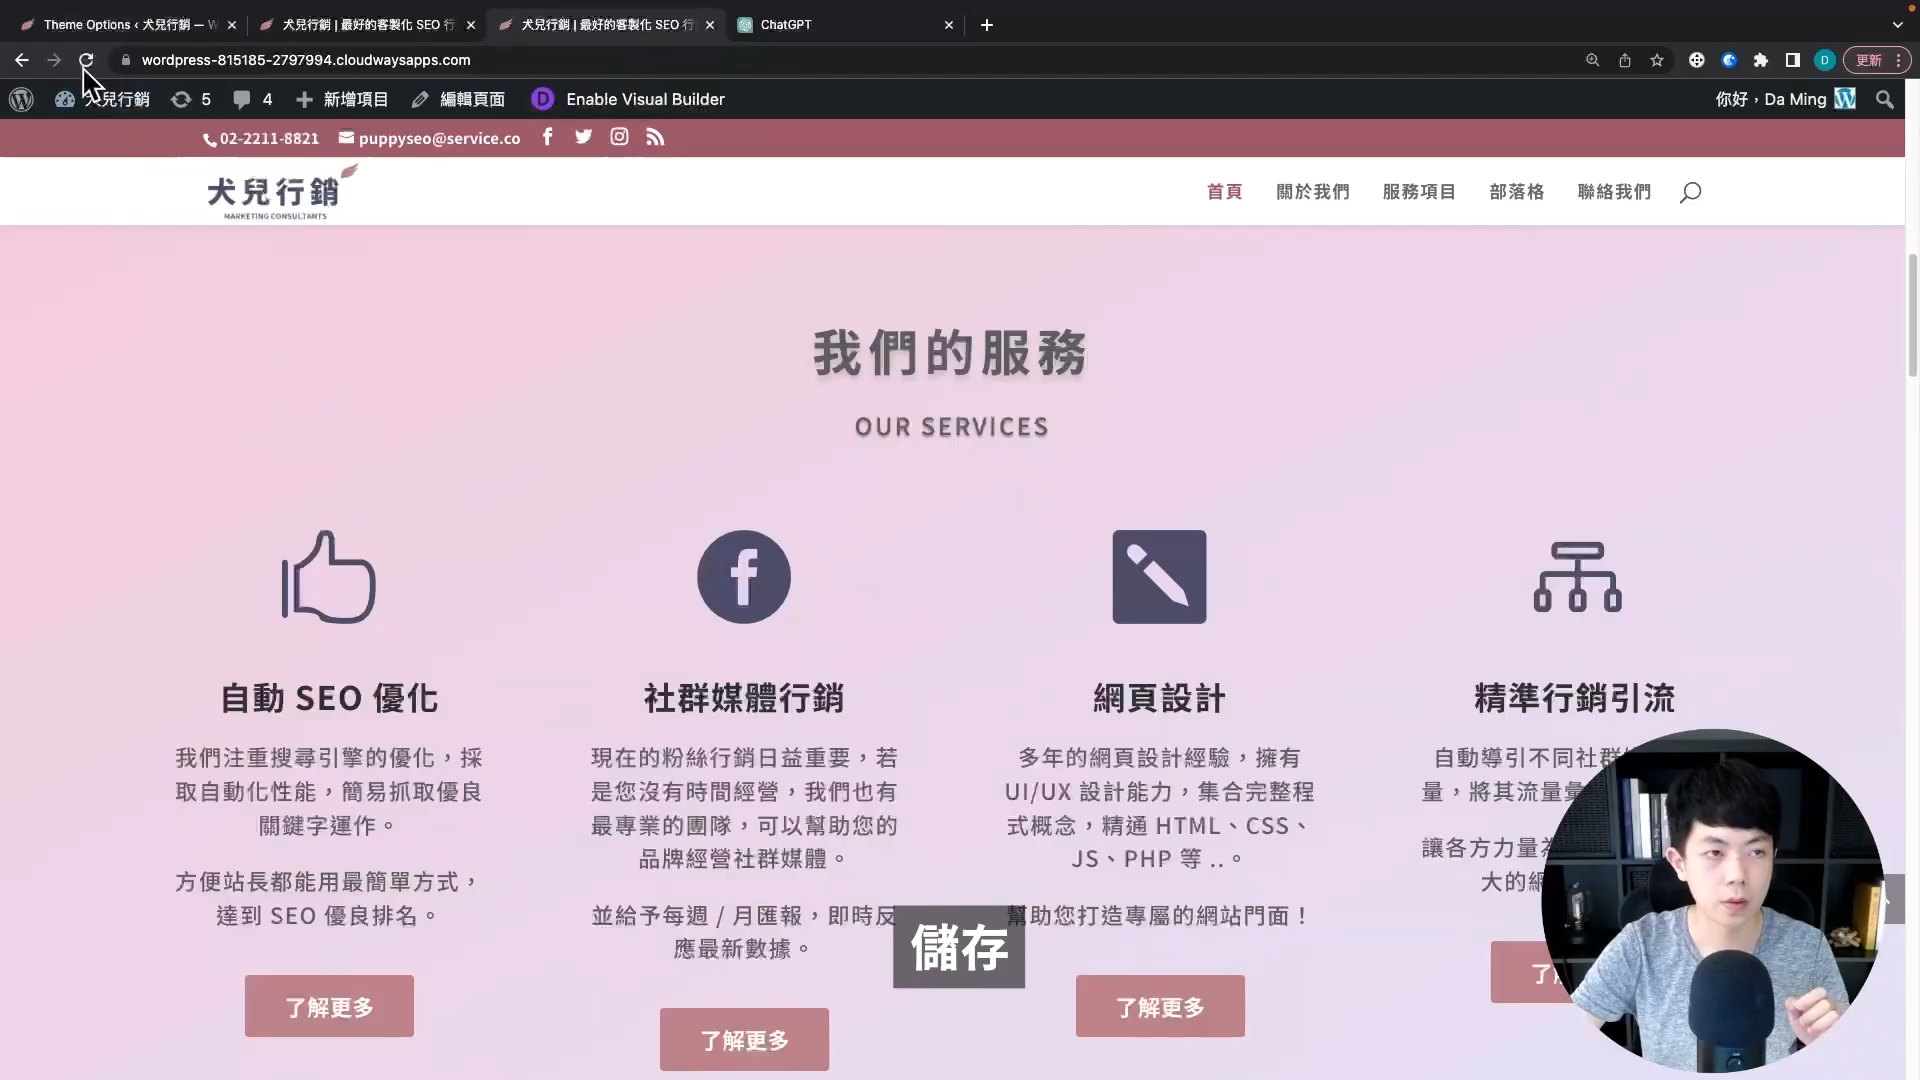 Theme Options ‹ 犬兒行銷 — W
犬兒行銷 | 最好的客製化 SEO 行
犬兒行銷 | 最好的客製化 SEO 行
ChatGPT
wordpress-815185-2797994.cloudwaysapps.com
D
更新
犬兒行銷
5
4
新增項目
編輯頁面
D
Enable Visual Builder
你好，Da Ming
02-2211-8821
puppyseo@service.co
犬兒行銷
MARKETING CONSULTANTS
首頁
關於我們
服務項目
部落格
聯絡我們
我們的服務
OUR SERVICES
自動 SEO 優化
我們注重搜尋引擎的優化，採
取自動化性能，簡易抓取優良
關鍵字運作。
方便站長都能用最簡單方式，
達到 SEO 優良排名。
了解更多
社群媒體行銷
現在的粉絲行銷日益重要，若
是您沒有時間經營，我們也有
最專業的團隊，可以幫助您的
品牌經營社群媒體。
並給予每週 / 月匯報，即時反
應最新數據。
了解更多
網頁設計
多年的網頁設計經驗，擁有
UI/UX 設計能力，集合完整程
式概念，精通 HTML、CSS、
JS、PHP 等 ..。
幫助您打造專屬的網站門面！
了解更多
精準行銷引流
自動導引不同社群
量，將其流量彙
讓各方力量
大的
了
儲存